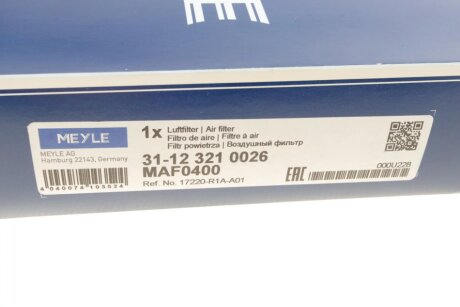 MEYLE
MEYLE AG
Hamburg 22143, Germany
4 040074 105524
1x
Luftfilter | Air filter
Filtro de aire | Filtre à air
Filtr powietrza | Воздушный фильтр
31-12 321 0026
MAF0400
Ref. No. 17220-R1A-A01
EAC
000U228